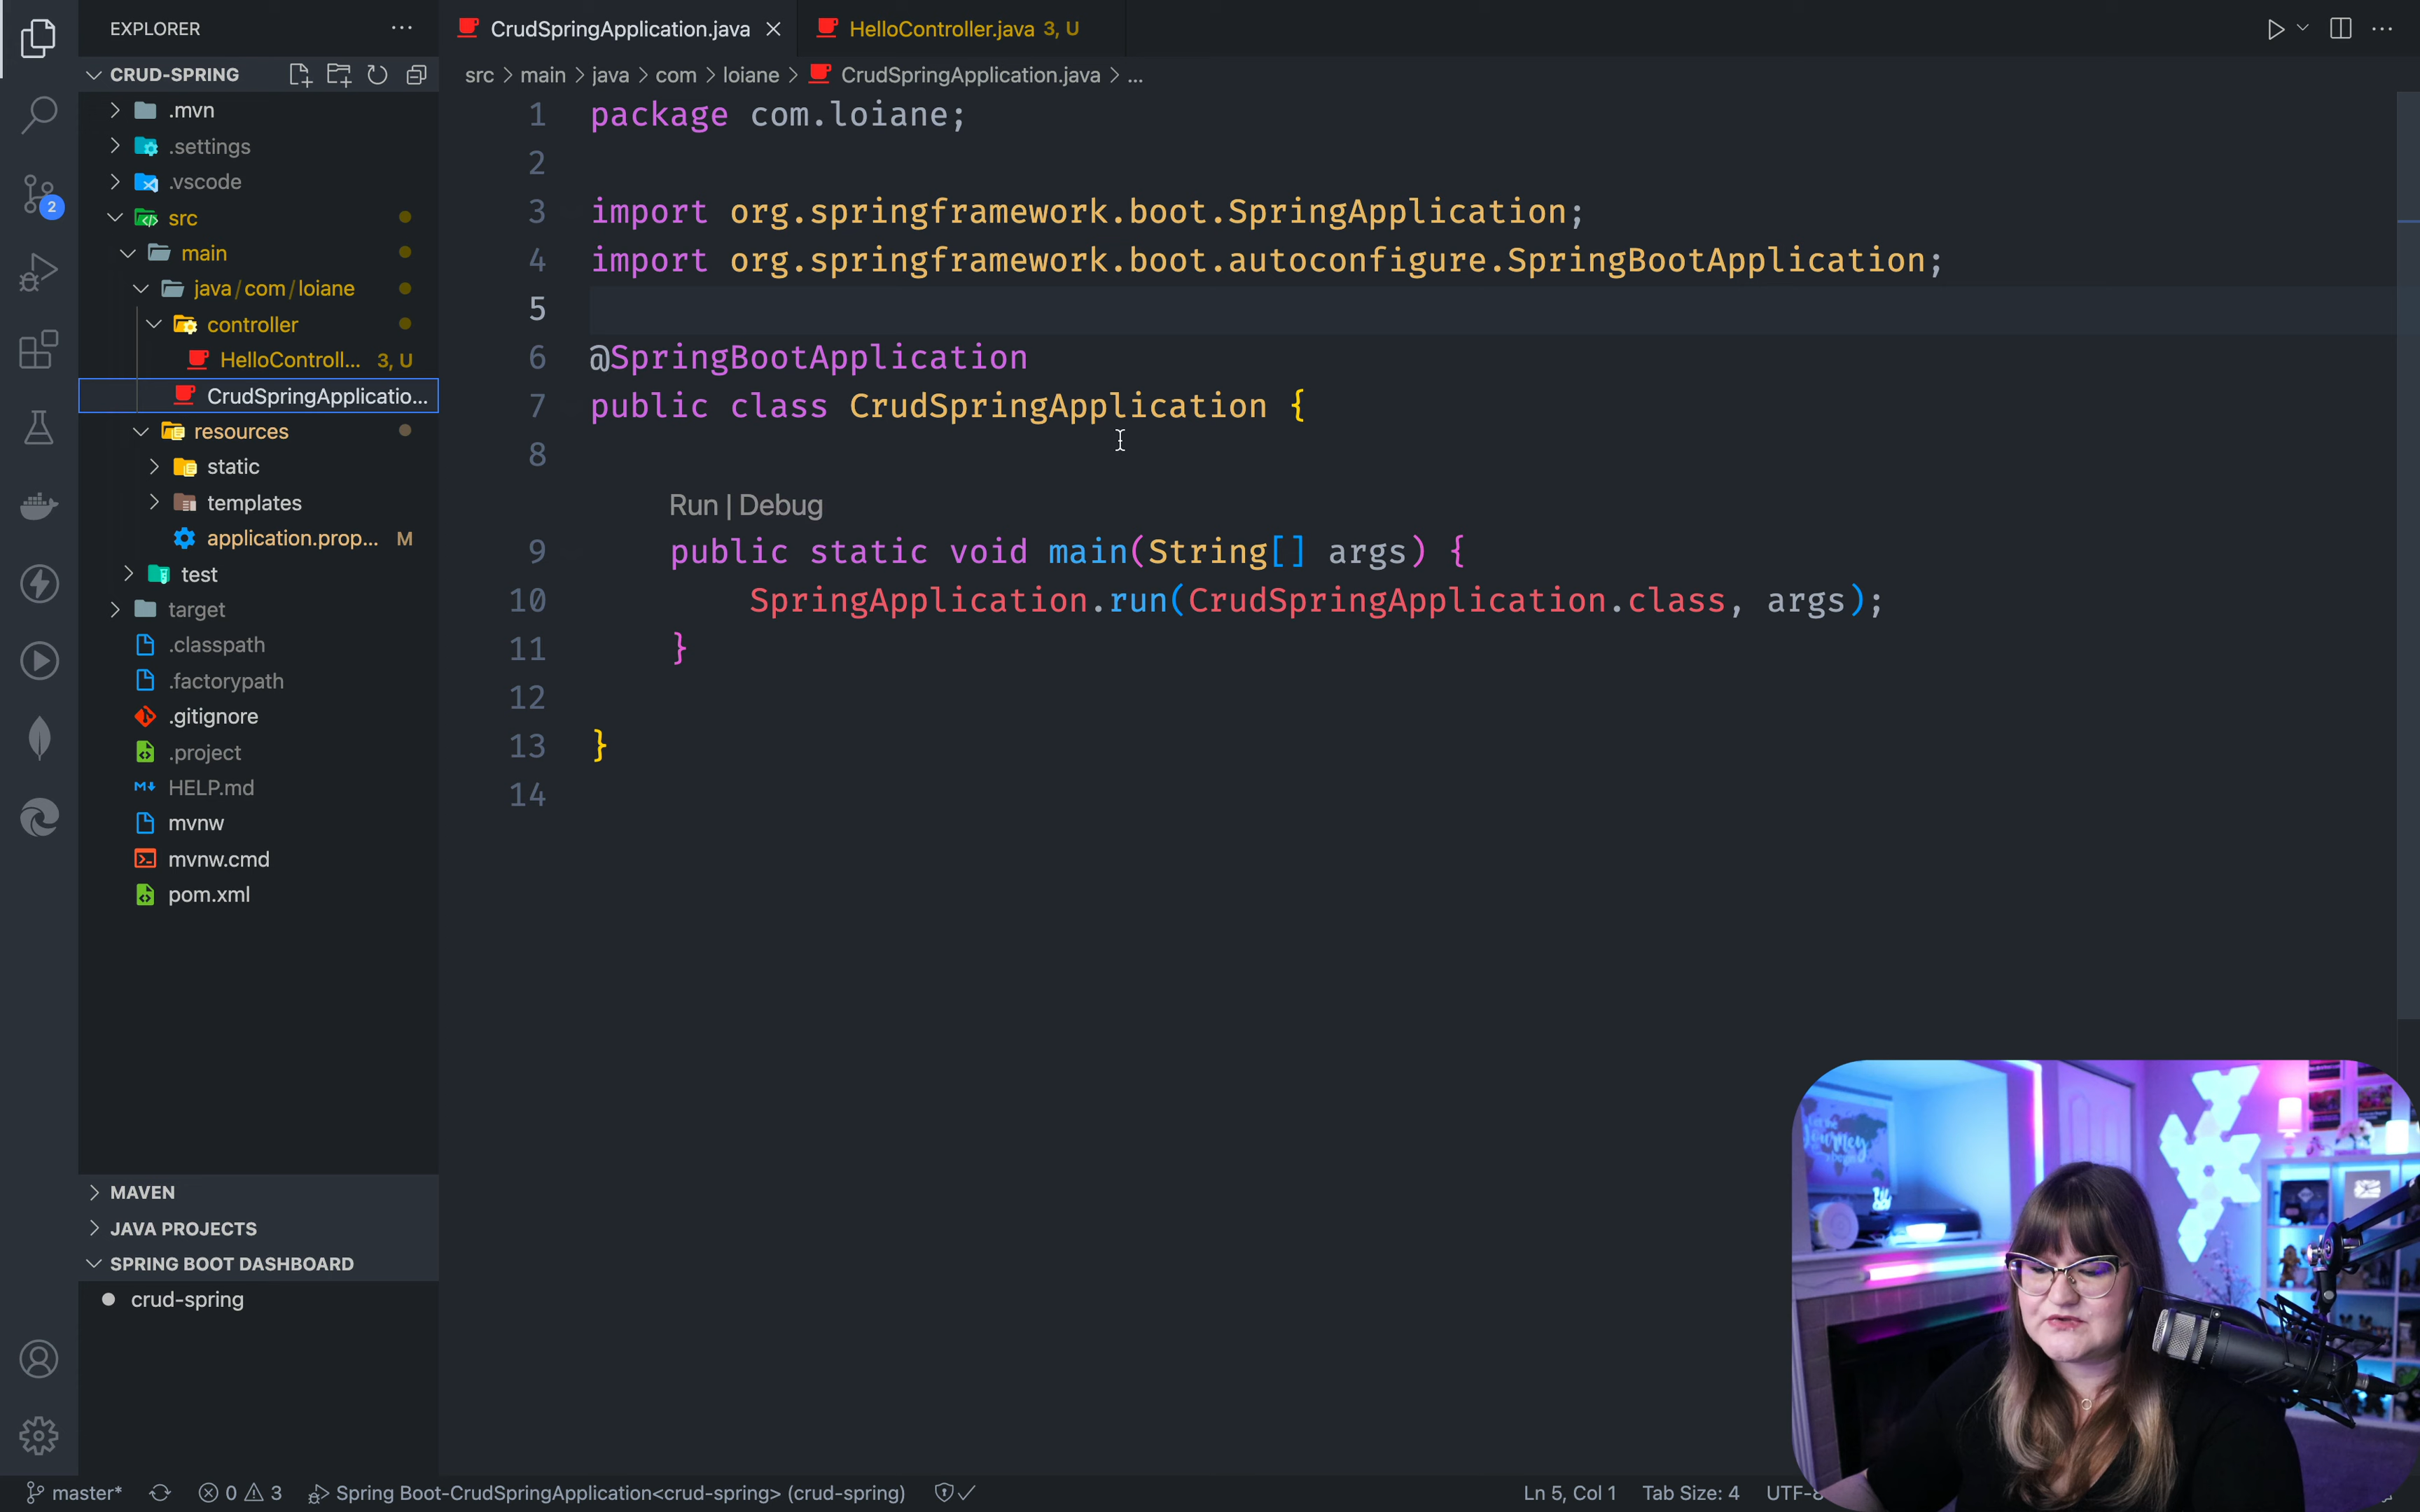 EXPLORER
CRUD-SPRING
.mvn
.settings
.vscode
src
main
java/com/loiane
controller
HelloControll... 3, U
CrudSpringApplicatio...
resources
static
templates
application.prop... M
test
target
.classpath
.factorypath
.gitignore
.project
HELP.md
mvnw
mvnw.cmd
pom.xml
MAVEN
JAVA PROJECTS
SPRING BOOT DASHBOARD
crud-spring
2
CrudSpringApplication.java
HelloController.java 3, U
src > main > java > com > loiane > CrudSpringApplication.java > ...
1 package com.loiane;
2
3 import org.springframework.boot.SpringApplication;
4 import org.springframework.boot.autoconfigure.SpringBootApplication;
5
6 @SpringBootApplication
7 public class CrudSpringApplication {
8
Run | Debug
9 public static void main(String[] args) {
10 SpringApplication.run(CrudSpringApplication.class, args);
11 }
12
13 }
14
Journey
master* 0 3 Spring Boot-CrudSpringApplication<crud-spring> (crud-spring) Ln 5, Col 1 Tab Size: 4 UTF-8